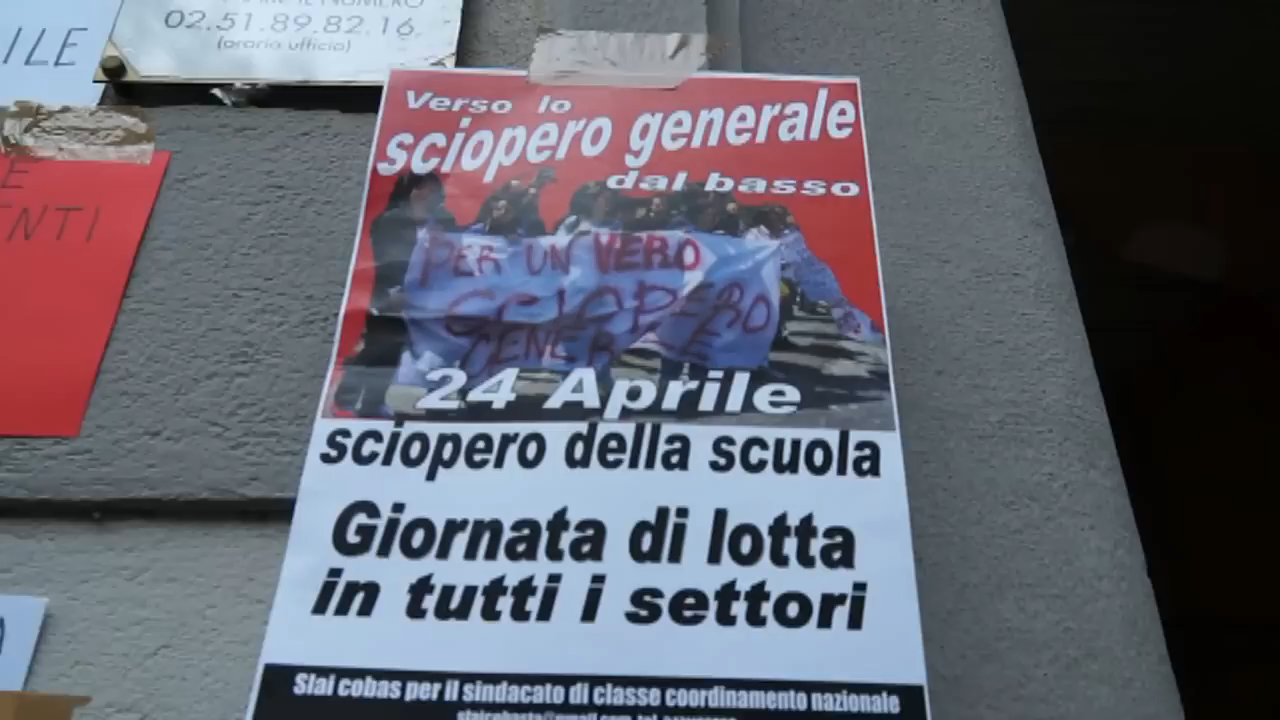 ILE
02.51.89.82.16
(orario ufficio)
E
NTI
Verso lo
sciopero generale
dal basso
PER UN VERO
SCIOPERO
GENERALE
24 Aprile
sciopero della scuola
Giornata di lotta
in tutti i settori
Slai cobas per il sindacato di classe coordinamento nazionale